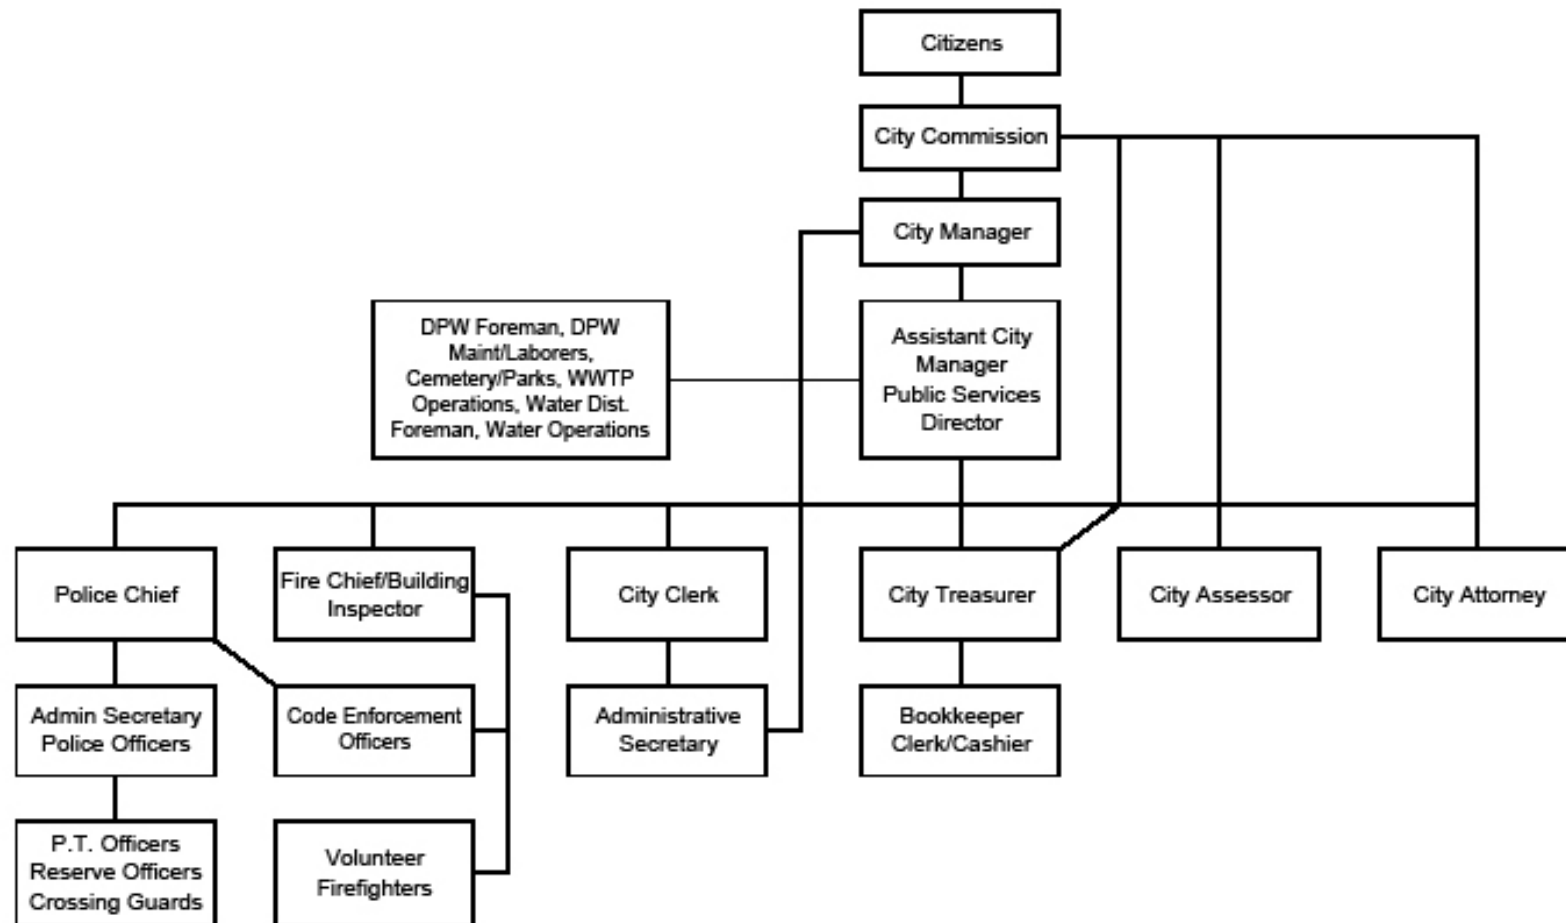 Citizens
City Commission
City Manager
DPW Foreman, DPW
Maint/Laborers,
Cemetery/Parks, WWTP
Operations, Water Dist.
Foreman, Water Operations
Assistant City
Manager
Public Services
Director
Police Chief
Fire Chief/Building
Inspector
City Clerk
City Treasurer
City Assessor
City Attorney
Admin Secretary
Police Officers
Code Enforcement
Officers
Administrative
Secretary
Bookkeeper
Clerk/Cashier
P.T. Officers
Reserve Officers
Crossing Guards
Volunteer
Firefighters